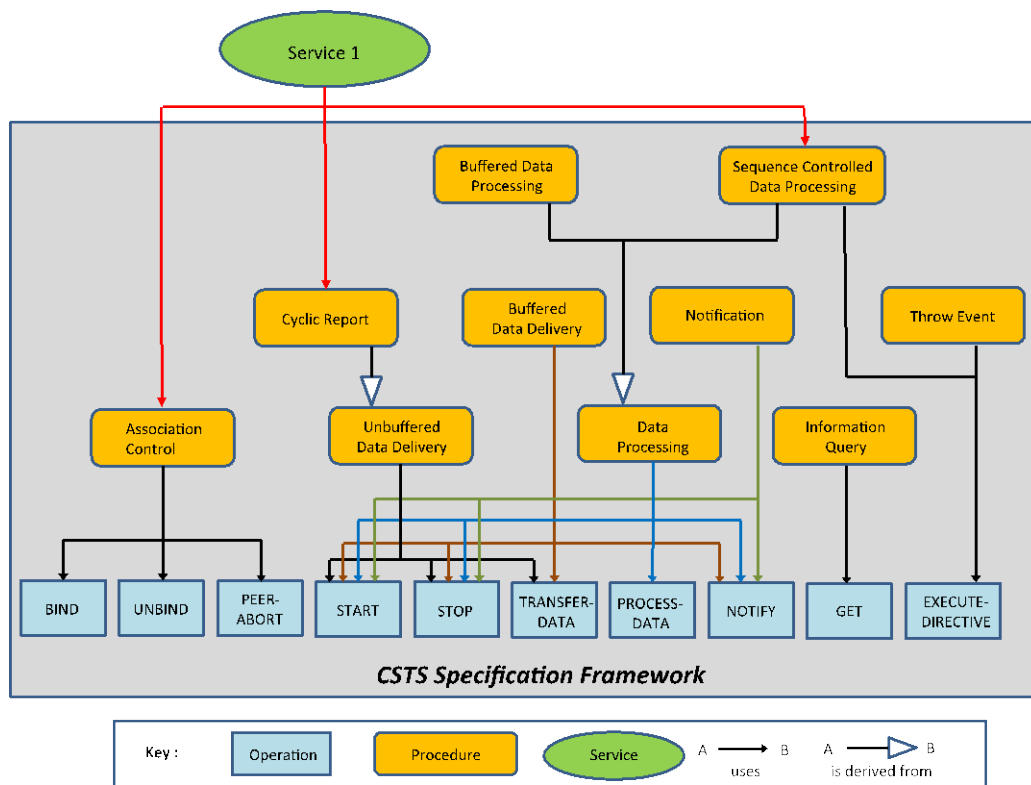 Service 1
Buffered Data
Processing
Sequence Controlled
Data Processing
Cyclic Report
Buffered
Data Delivery
Notification
Throw Event
Association
Control
Unbuffered
Data Delivery
Data
Processing
Information
Query
BIND
UNBIND
PEER-
ABORT
START
STOP
TRANSFER-
DATA
PROCESS-
DATA
NOTIFY
GET
EXECUTE-
DIRECTIVE
CSTS Specification Framework
Key :
Operation
Procedure
Service
A B
uses
A B
is derived from